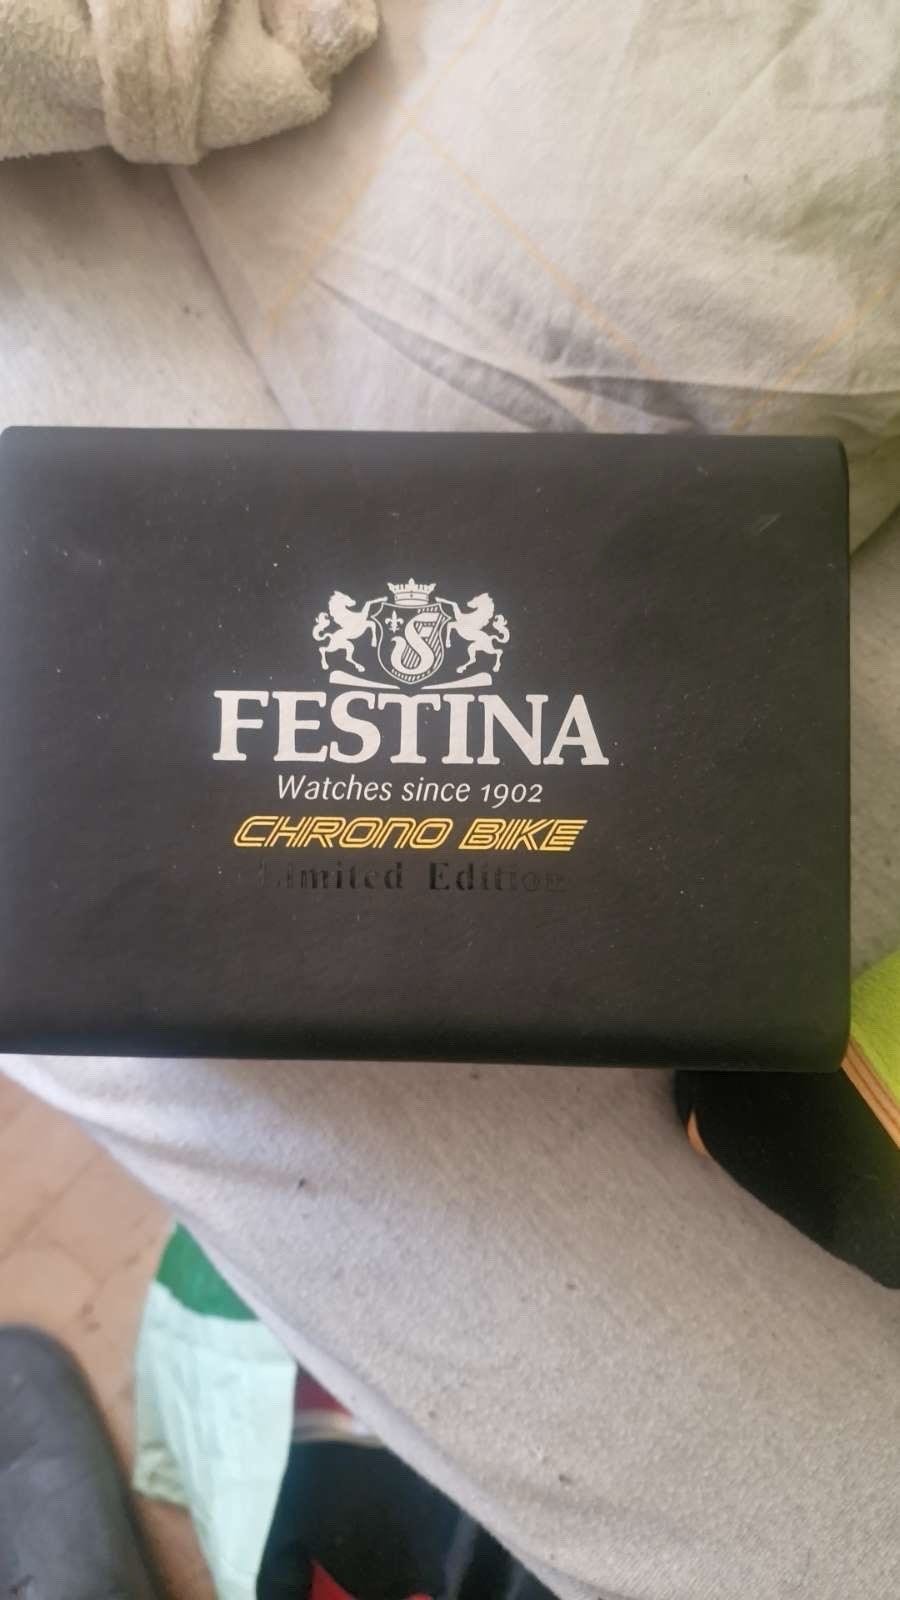 FESTINA
Watches since 1902
CHRONO BIKE
Limited Edition